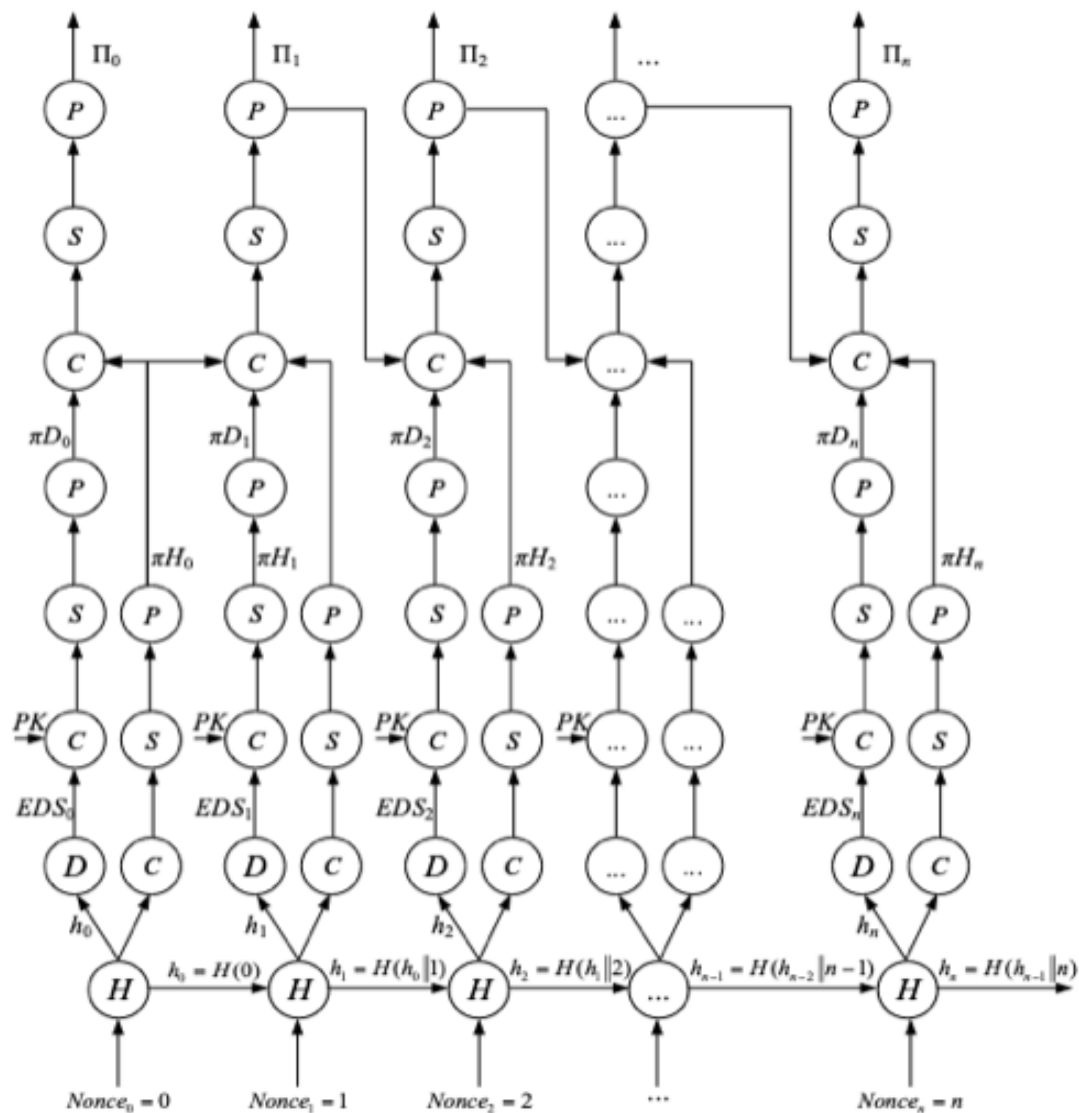 Π₀ Π₁ Π₂ ... Πₙ
P P P ... P
S S S ... S
C C C ... C
πD₀ πD₁ πD₂ πDₙ
P P P ... P
πH₀ πH₁ πH₂ πHₙ
S P S P S P ... ... S P
PK C S PK C S PK C S PK ... ... PK C S
EDS₀ EDS₁ EDS₂ EDSₙ
D C D C D C ... ... D C
h₀ h₁ h₂ hₙ
h₀ = H(0) h₁ = H(h₀‖1) h₂ = H(h₁‖2) hₙ₋₁ = H(hₙ₋₂‖n−1) hₙ = H(hₙ₋₁‖n)
H H H ... H
Nonce₀ = 0 Nonce₁ = 1 Nonce₂ = 2 ... Nonceₙ = n